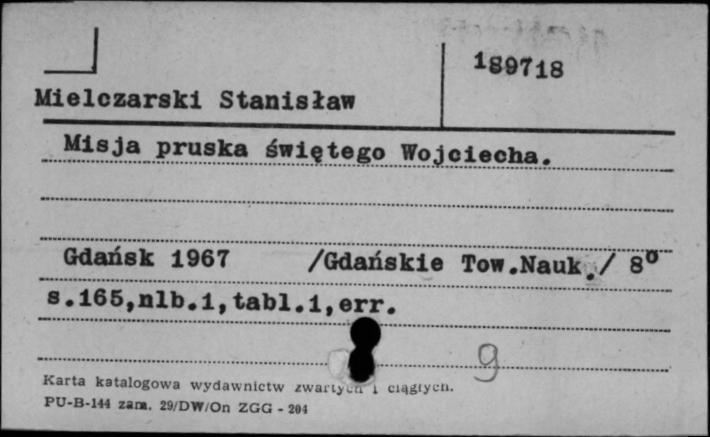 189718
Mielczarski Stanisław
Misja pruska świętego Wojciecha.
Gdańsk 1967 /Gdańskie Tow.Nauk./ 8°
s.165,nlb.1,tabl.1,err.
9
Karta katalogowa wydawnictw zwartych i ciągłych.
PU-B-144 zam. 29/DW/On ZGG - 204